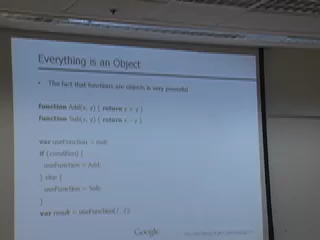 Everything is an Object
• The fact that functions are objects is very powerful
function Add(x, y) { return x + y }
function Sub(x, y) { return x - y }
var useFunction = null;
if (condition) {
useFunction = Add;
} else {
useFunction = Sub;
}
var result = useFunction(
Google